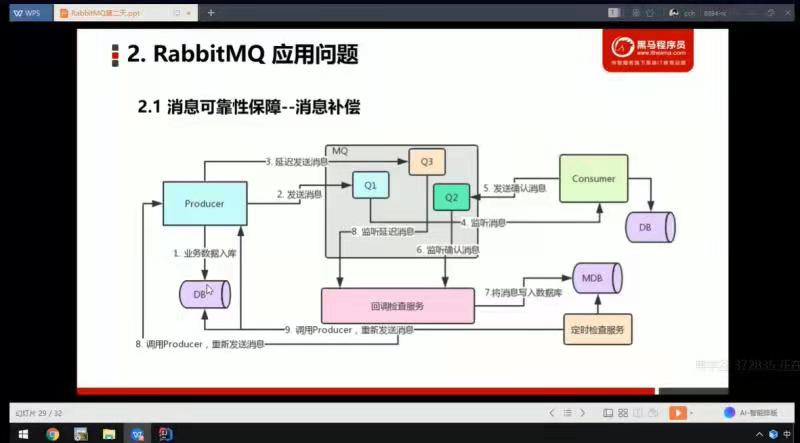 WPS
RabbitMQ第二天.ppt
2. RabbitMQ 应用问题
黑马程序员
www.itheima.com
2.1 消息可靠性保障--消息补偿
MQ
3. 延迟发送消息
Q3
2. 发送消息
Q1
Q2
5. 发送确认消息
Consumer
Producer
4. 监听消息
DB
8. 监听延迟消息
6. 监听确认消息
1. 业务数据入库
DB
回调检查服务
7.将消息写入数据库
MDB
9. 调用Producer，重新发送消息
定时检查服务
8. 调用Producer，重新发送消息
幻灯片 29 / 32
AI-智能排版
中